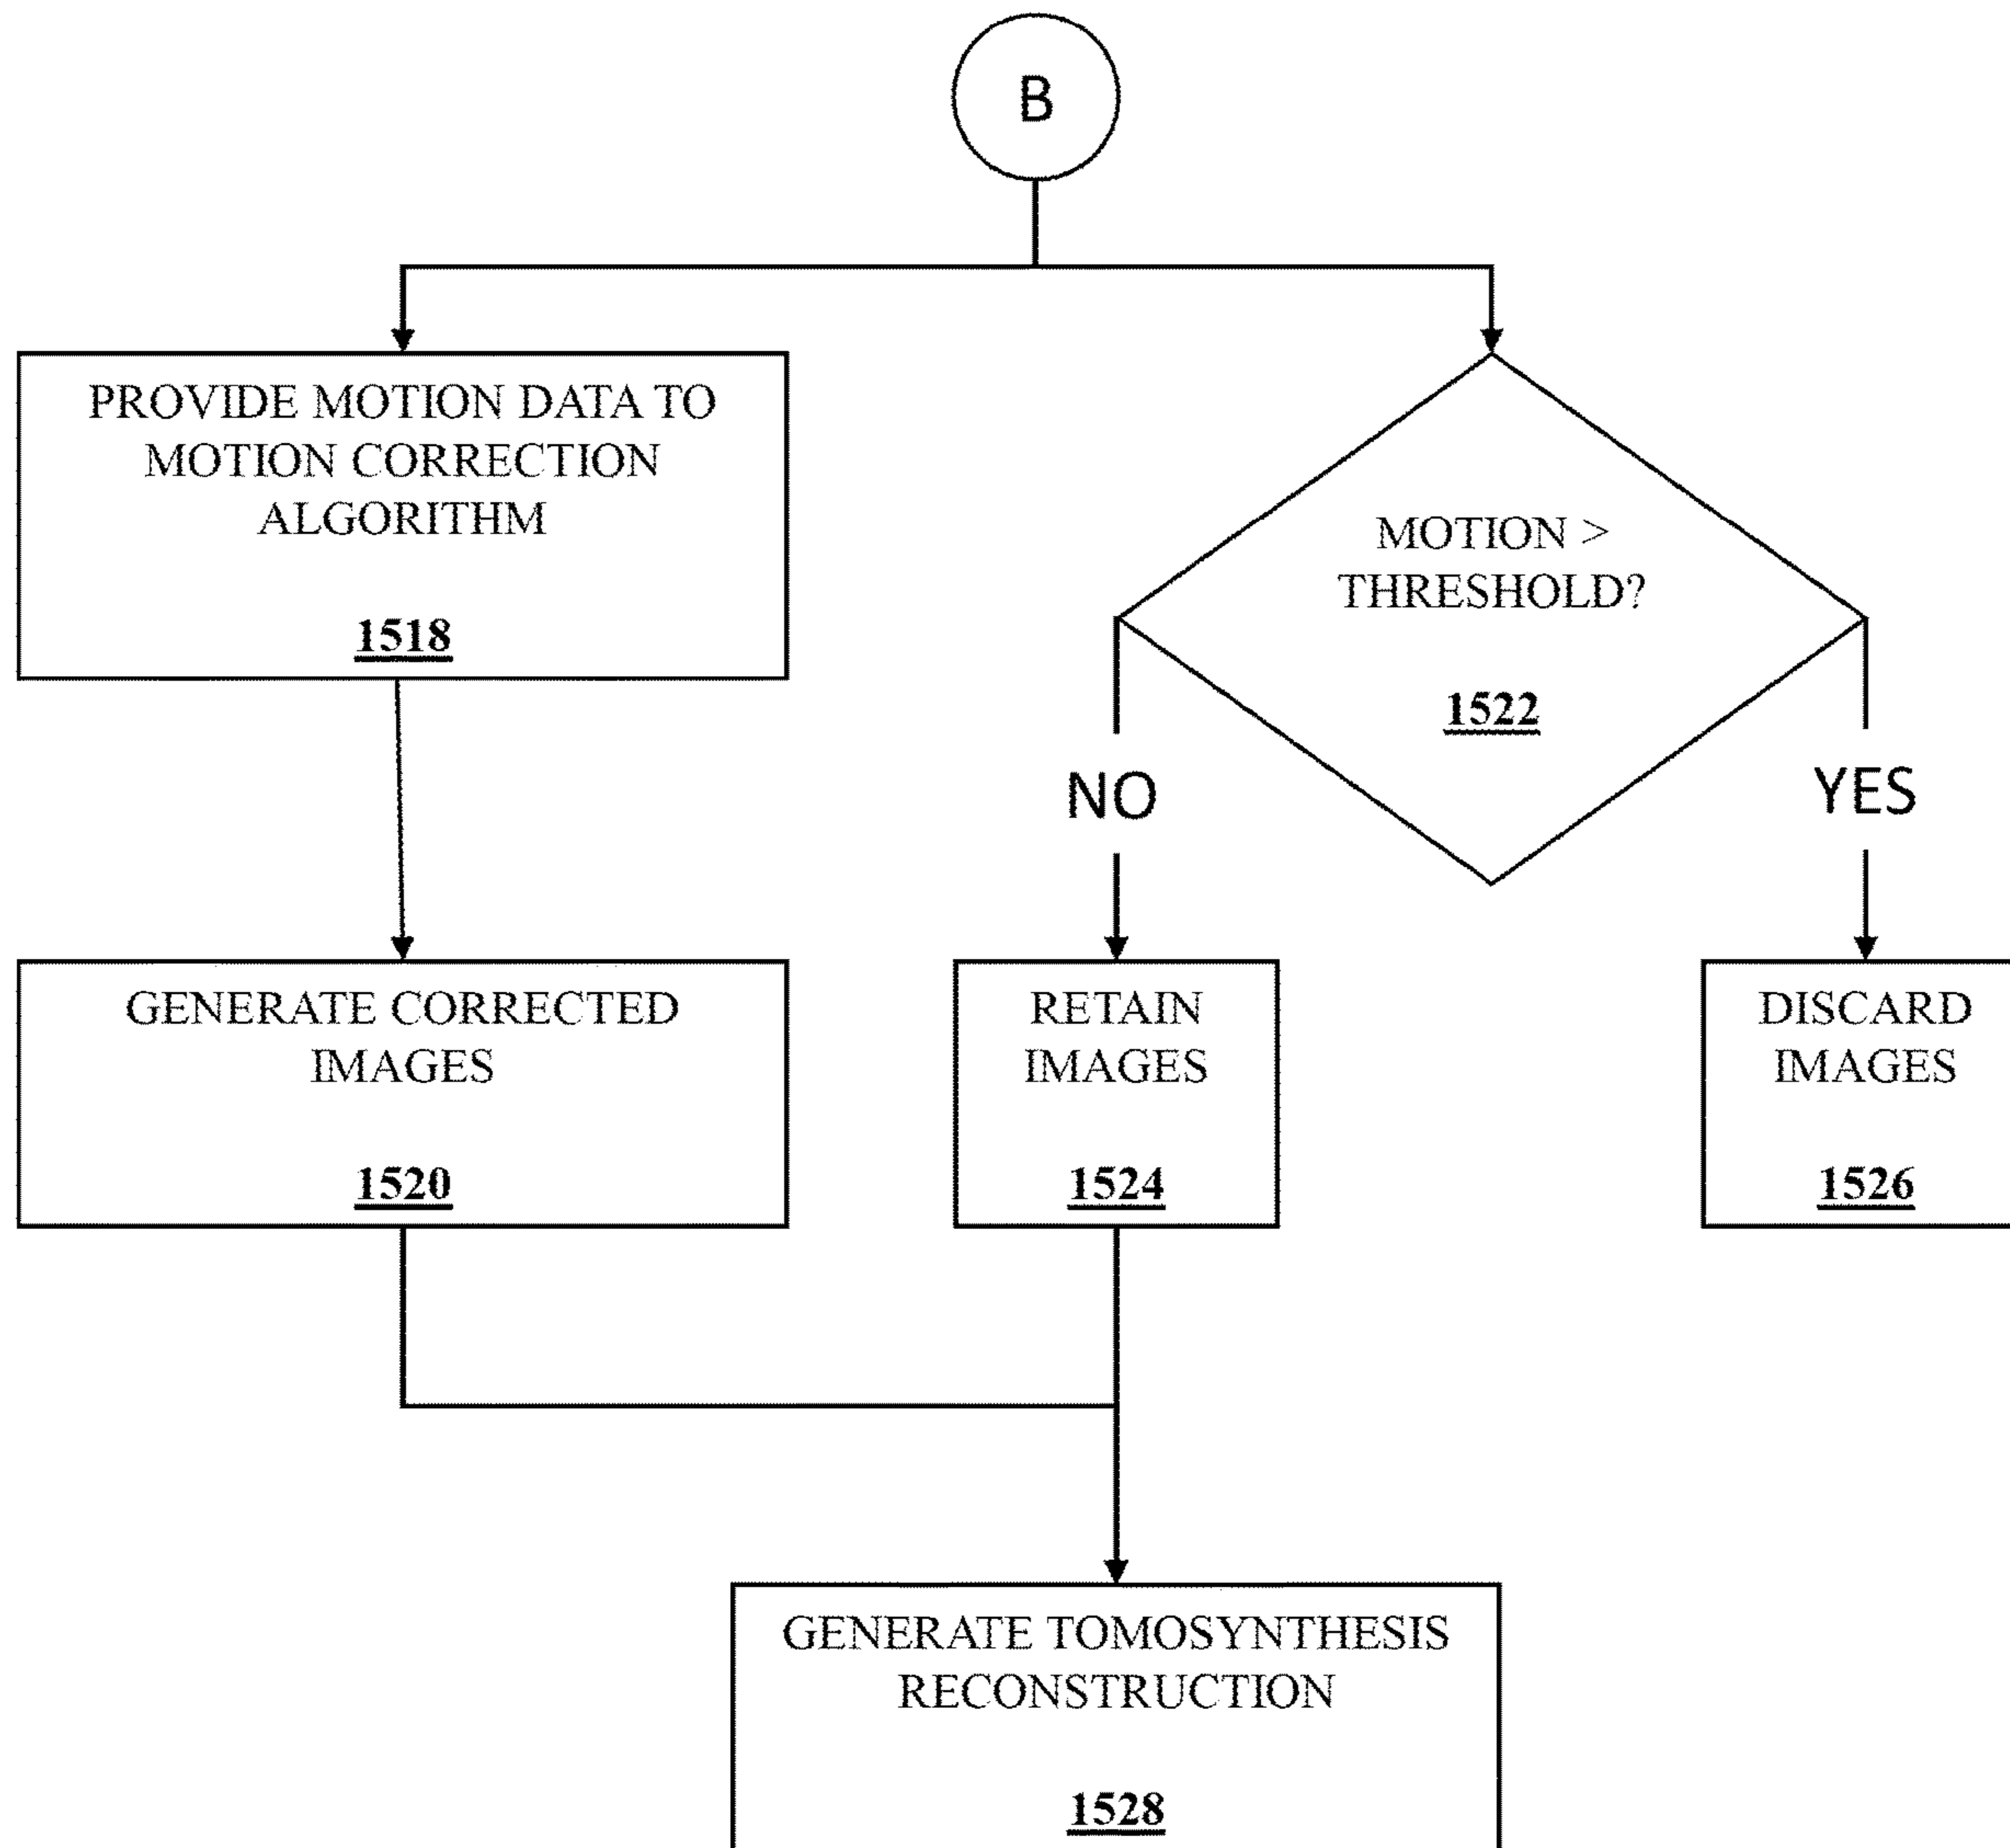 B
PROVIDE MOTION DATA TO
MOTION CORRECTION
ALGORITHM
1518
MOTION >
THRESHOLD?
1522
NO
YES
GENERATE CORRECTED
IMAGES
1520
RETAIN
IMAGES
1524
DISCARD
IMAGES
1526
GENERATE TOMOSYNTHESIS
RECONSTRUCTION
1528